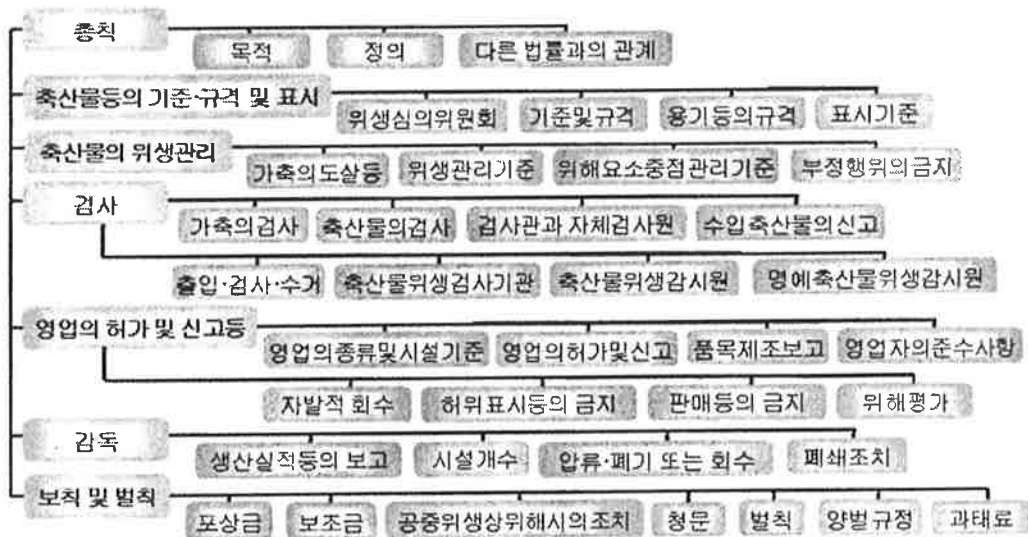 총칙
목적 정의 다른 법률과의 관계
축산물등의 기준·규격 및 표시
위생심의위원회 기준및규격 용기등의규격 표시기준
축산물의 위생관리
가축의도살등 위생관리기준 위해요소중점관리기준 부정행위의금지
검사
가축의검사 축산물의검사 검사관과 자체검사원 수입축산물의신고
출입·검사·수거 축산물위생검사기관 축산물위생감시원 명예축산물위생감시원
영업의 허가 및 신고등
영업의종류및시설기준 영업의허가및신고 품목제조보고 영업자의준수사항
자발적 회수 허위표시등의 금지 판매등의 금지 위해평가
감독
생산실적등의 보고 시설개수 압류·폐기 또는 회수 폐쇄조치
보칙 및 벌칙
포상금 보조금 공중위생상위해시의조치 청문 벌칙 양벌규정 과태료